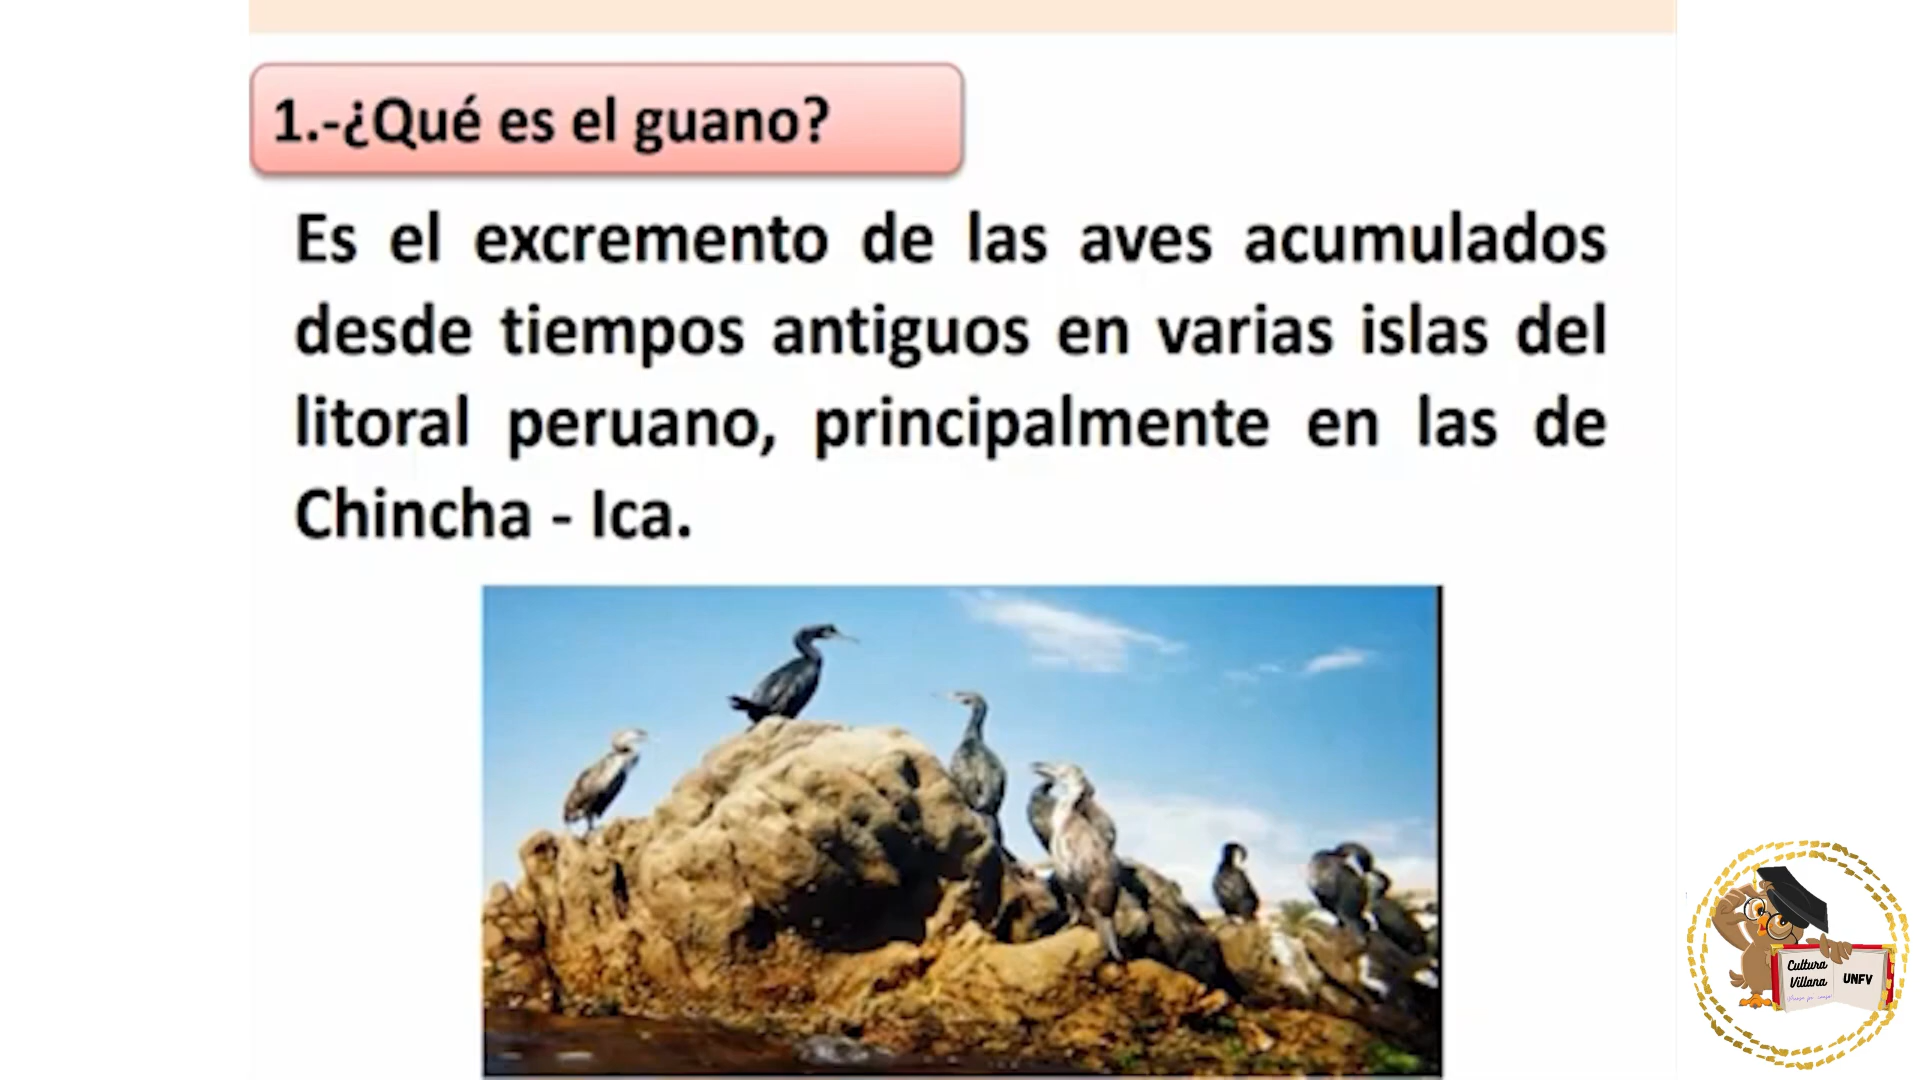 1.-¿Qué es el guano?
Es el excremento de las aves acumulados
desde tiempos antiguos en varias islas del
litoral peruano, principalmente en las de
Chincha - Ica.
Cultura
Villana
UNFV